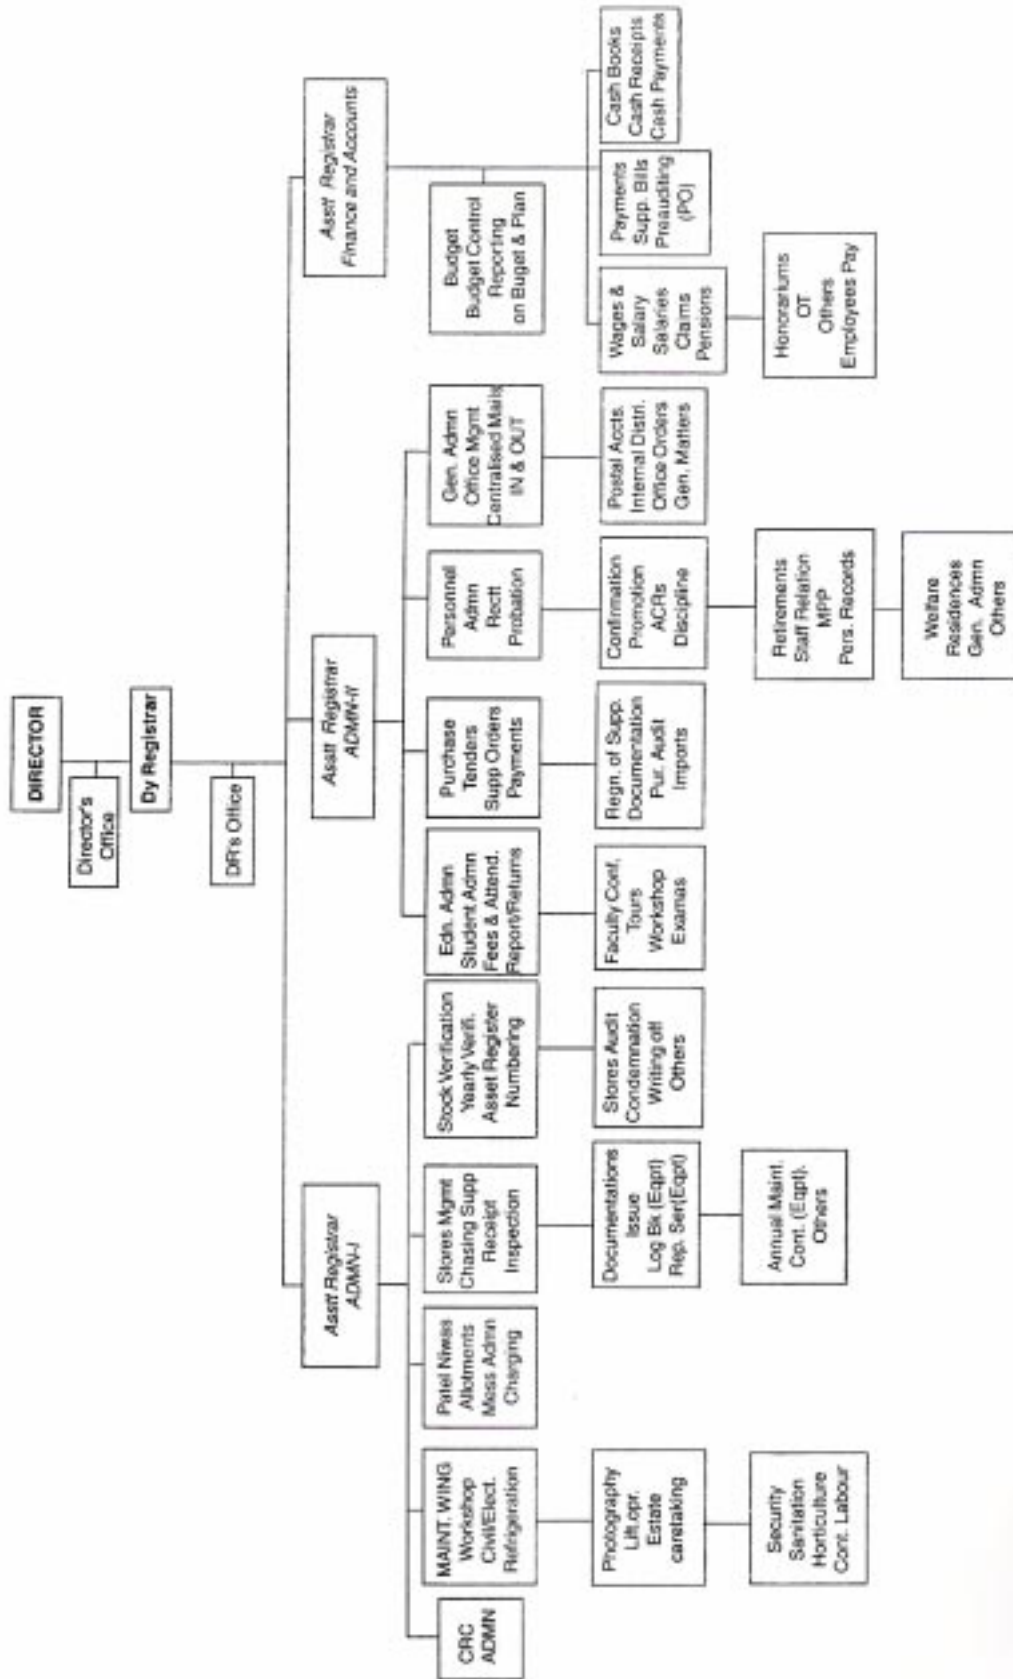 DIRECTOR
Director's
Office
Dy Registrar
DR's Office
Asstt Registrar
ADMN-I
Asstt Registrar
ADMN-II
Asstt Registrar
Finance and Accounts
CRC
ADMN
MAINT. WING
Workshop
Civil/Elect.
Refrigeration
Patel Niwas
Allotments
Mess Admn
Charging
Stores Mgmt
Chasing Supp
Receipt
Inspection
Stock Verification
Yearly Verifi.
Asset Register
Numbering
Edn. Admn
Student Admn
Fees & Attend.
Report/Returns
Purchase
Tenders
Supp Orders
Payments
Personnel
Admn
Rectt
Probation
Gen. Admn
Office Mgmt
Centralised Mails
IN & OUT
Budget
Budget Control
Reporting
on Buget & Plan
Photography
Lift.opr.
Estate
caretaking
Documentations
Issue
Log Bk (Eqpt)
Rep. Ser(Eqpt)
Stores Audit
Condemnation
Writing off
Others
Faculty Conf.
Tours
Workshop
Examas
Regn. of Supp.
Documentation
Pur. Audit
Imports
Confirmation
Promotion
ACRs
Discipline
Postal Accts.
Internal Distri.
Office Orders
Gen. Matters
Wages &
Salary
Salaries
Claims
Pensions
Payments
Supp. Bills
Preauditing
(PO)
Cash Books
Cash Receipts
Cash Payments
Security
Sanitation
Horticulture
Cont. Labour
Annual Maint.
Cont. (Eqpt).
Others
Retirements
Staff Relation
MPP
Pers. Records
Honorariums
OT
Others
Employees Pay
Welfare
Residences
Gen. Admn
Others